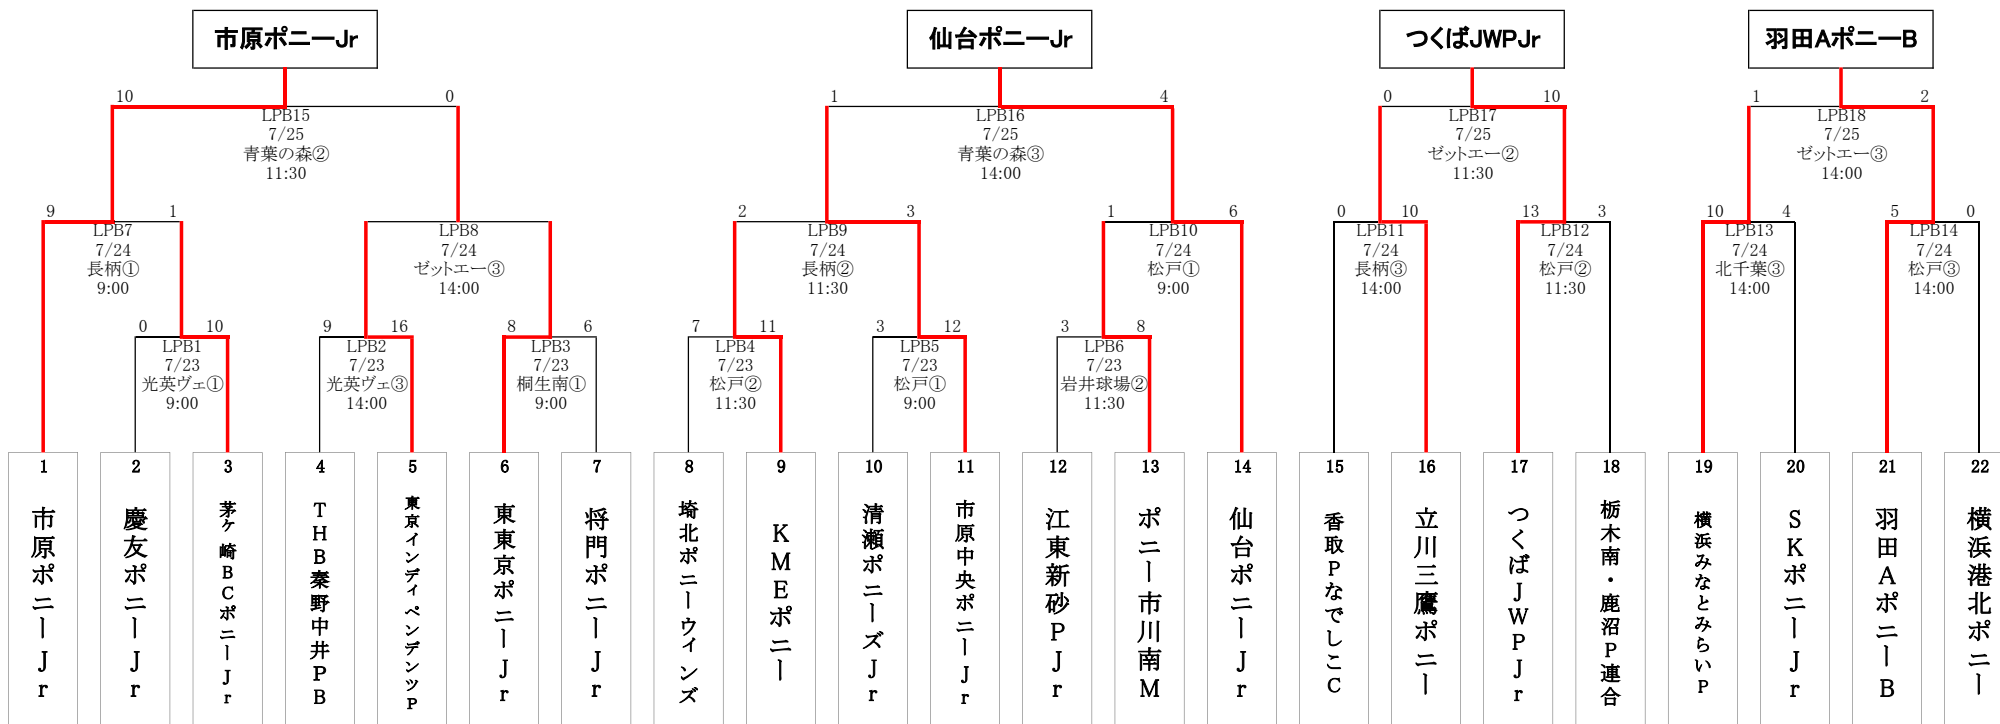 市原ポニーJr
仙台ポニーJr
つくばJWPJr
羽田AポニーB
10 0
LPB15
7/25
青葉の森②
11:30
1 4
LPB16
7/25
青葉の森③
14:00
0 10
LPB17
7/25
ゼットエー②
11:30
1 2
LPB18
7/25
ゼットエー③
14:00
9 1
LPB7
7/24
長柄①
9:00
LPB8
7/24
ゼットエー③
14:00
2 3
LPB9
7/24
長柄②
11:30
1 6
LPB10
7/24
松戸①
9:00
0 10
LPB11
7/24
長柄③
14:00
13 3
LPB12
7/24
松戸②
11:30
10 4
LPB13
7/24
北千葉③
14:00
5 0
LPB14
7/24
松戸③
14:00
0 10
LPB1
7/23
光英ヴェ①
9:00
9 16
LPB2
7/23
光英ヴェ③
14:00
8 6
LPB3
7/23
桐生南①
9:00
7 11
LPB4
7/23
松戸②
11:30
3 12
LPB5
7/23
松戸①
9:00
3 8
LPB6
7/23
岩井球場②
11:30
1
市原ポニーJr
2
慶友ポニーJr
3
茅ケ崎BCポニーJr
4
THB秦野中井PB
5
東京インディペンデンツP
6
東東京ポニーJr
7
将門ポニーJr
8
埼北ポニーウィンズ
9
KMEポニー
10
清瀬ポニーズJr
11
市原中央ポニーJr
12
江東新砂PJr
13
ポニー市川南M
14
仙台ポニーJr
15
香取PなでしこC
16
立川三鷹ポニー
17
つくばJWPJr
18
栃木南・鹿沼P連合
19
横浜みなとみらいP
20
SKポニーJr
21
羽田AポニーB
22
横浜港北ポニー